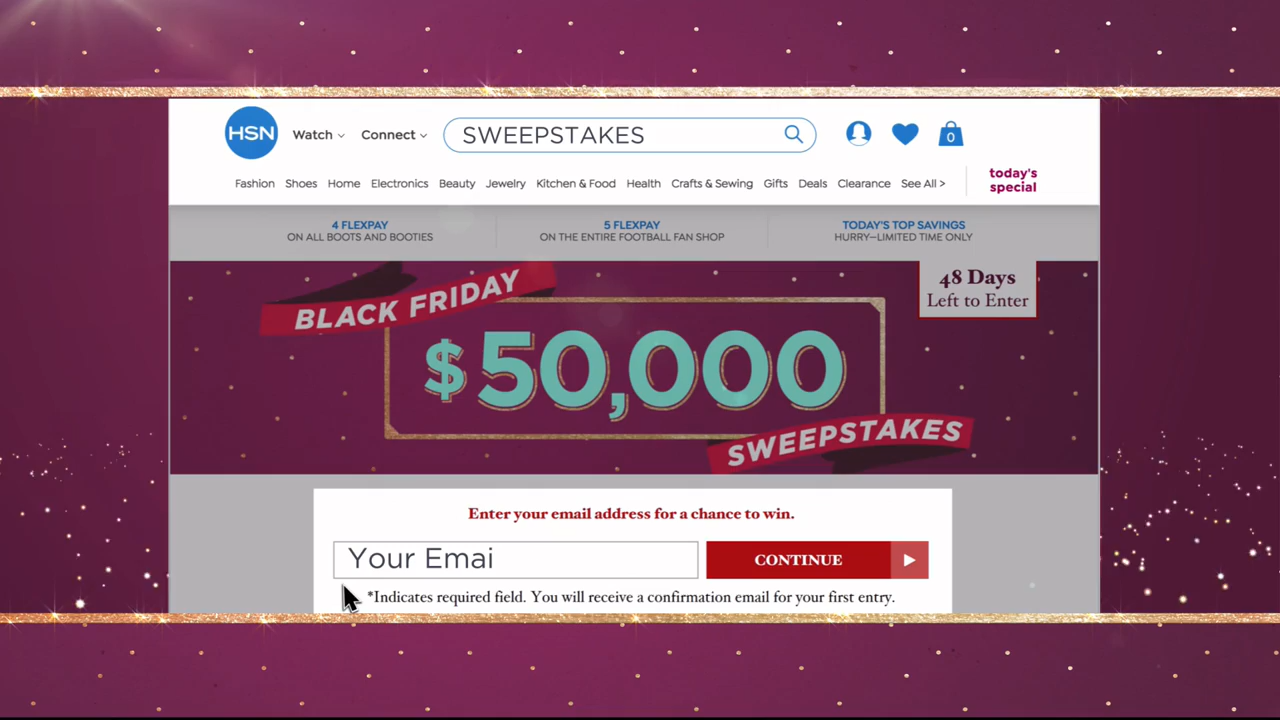 HSN Watch Connect SWEEPSTAKES 0
Fashion Shoes Home Electronics Beauty Jewelry Kitchen & Food Health Crafts & Sewing Gifts Deals Clearance See All > today's special
4 FLEXPAY
ON ALL BOOTS AND BOOTIES
5 FLEXPAY
ON THE ENTIRE FOOTBALL FAN SHOP
TODAY'S TOP SAVINGS
HURRY—LIMITED TIME ONLY
48 Days
Left to Enter
BLACK FRIDAY
$50,000
SWEEPSTAKES
Enter your email address for a chance to win.
Your Emai CONTINUE
*Indicates required field. You will receive a confirmation email for your first entry.